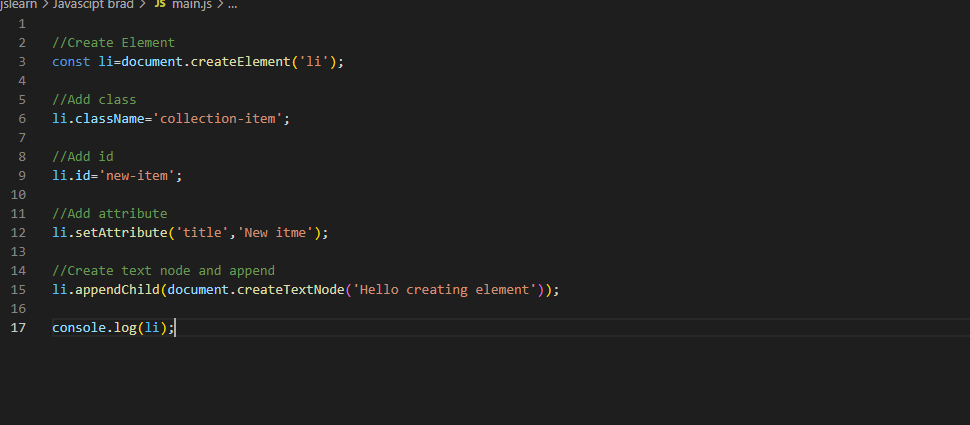 jslearn > Javascipt brad > JS main.js > ...
1
2 //Create Element
3 const li=document.createElement('li');
4
5 //Add class
6 li.className='collection-item';
7
8 //Add id
9 li.id='new-item';
10
11 //Add attribute
12 li.setAttribute('title','New itme');
13
14 //Create text node and append
15 li.appendChild(document.createTextNode('Hello creating element'));
16
17 console.log(li);